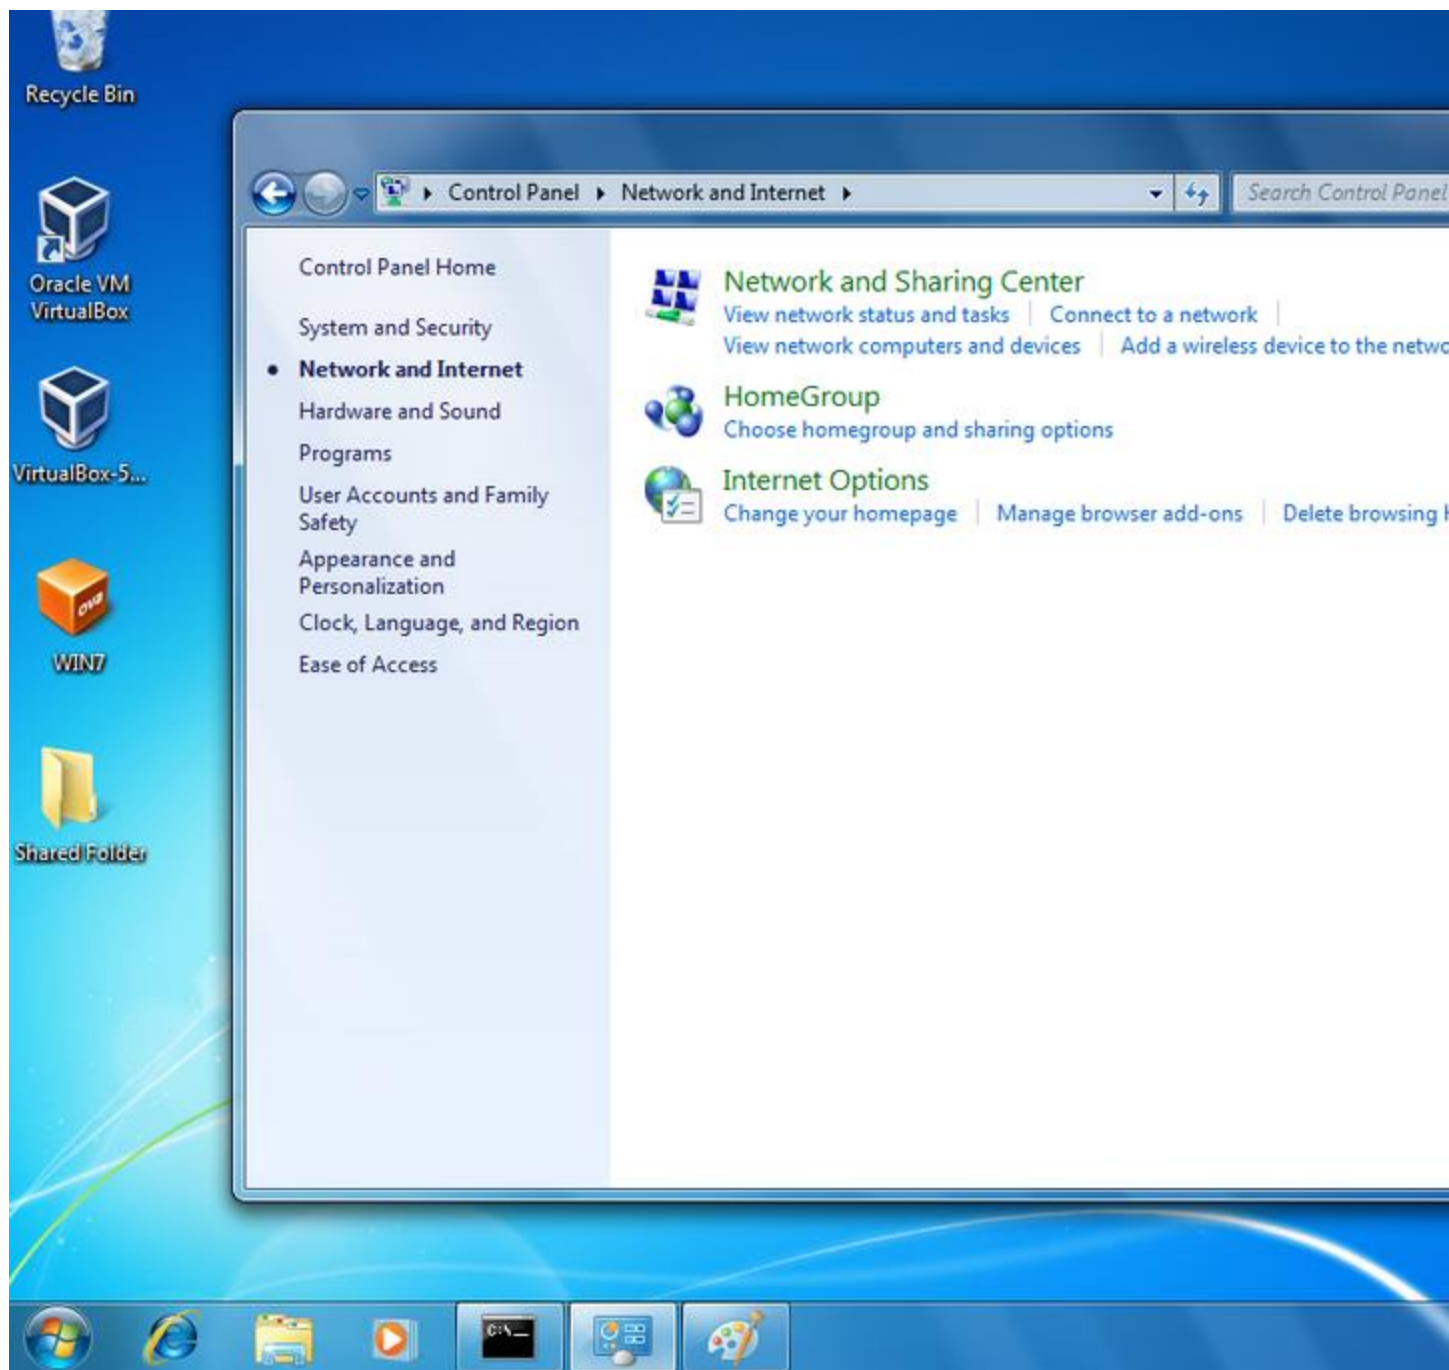 Recycle Bin
Oracle VM
VirtualBox
VirtualBox-5...
ova
WIN7
Shared Folder
Control Panel
Network and Internet
Search Control Panel
Control Panel Home
System and Security
Network and Internet
Hardware and Sound
Programs
User Accounts and Family
Safety
Appearance and
Personalization
Clock, Language, and Region
Ease of Access
Network and Sharing Center
View network status and tasks
Connect to a network
View network computers and devices
Add a wireless device to the netwo
HomeGroup
Choose homegroup and sharing options
Internet Options
Change your homepage
Manage browser add-ons
Delete browsing h
C:\_